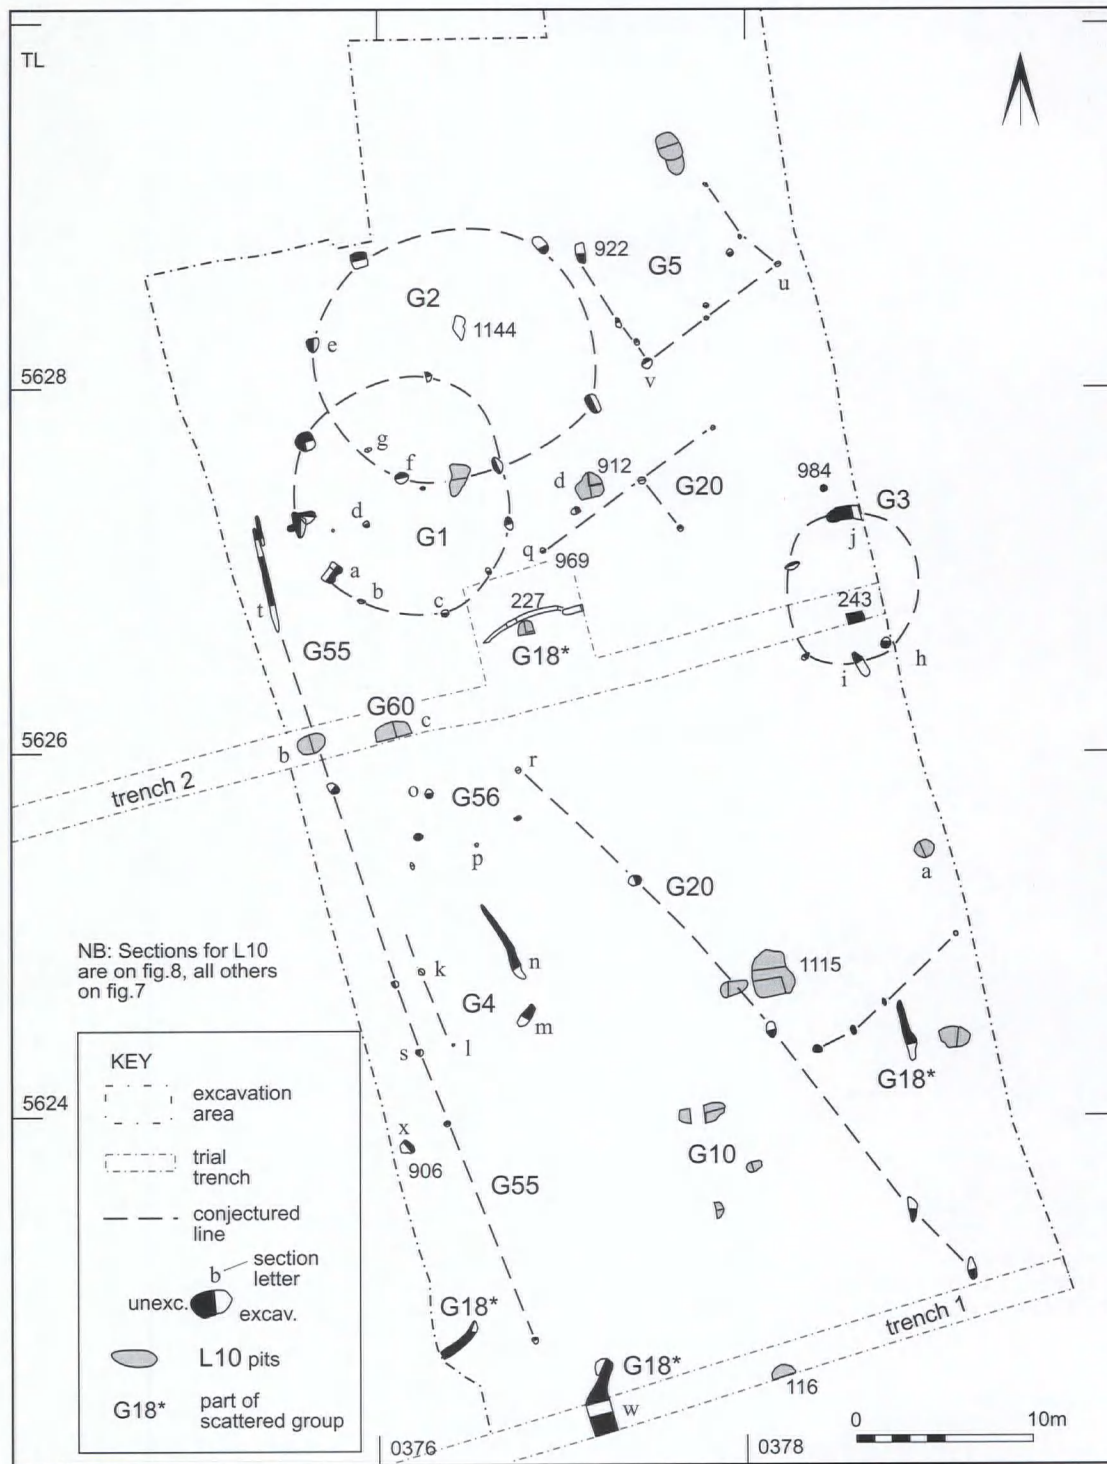 TL
922
G5
u
G2
1144
e
5628
v
g
f
d
912
G20
984
G3
j
d
G1
q
969
a
b
c
227
G18*
243
t
G55
h
i
G60
c
b
5626
trench 2
r
o
G56
p
G20
a
NB: Sections for L10
are on fig.8, all others
on fig.7
k
n
1115
G4
m
s
l
G18*
5624
x
906
G10
G55
KEY
excavation
area
trial
trench
conjectured
line
b
section
letter
unexc.
excav.
L10 pits
G18*
part of
scattered group
G18*
G18*
w
trench 1
116
0376
0378
0
10m